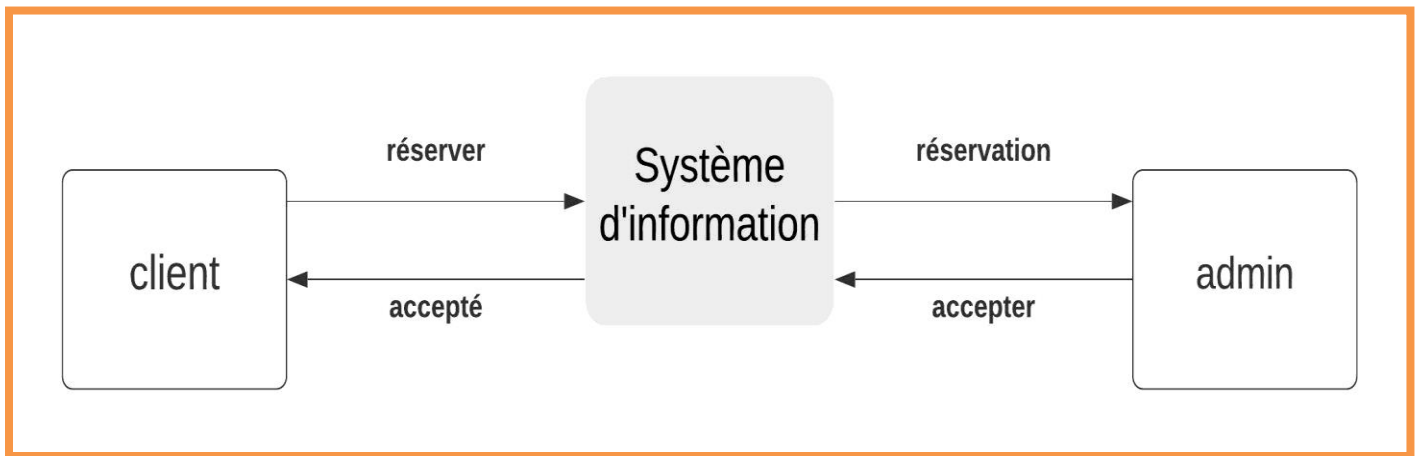 réserver
réservation
Système
d'information
client
admin
accepté
accepter